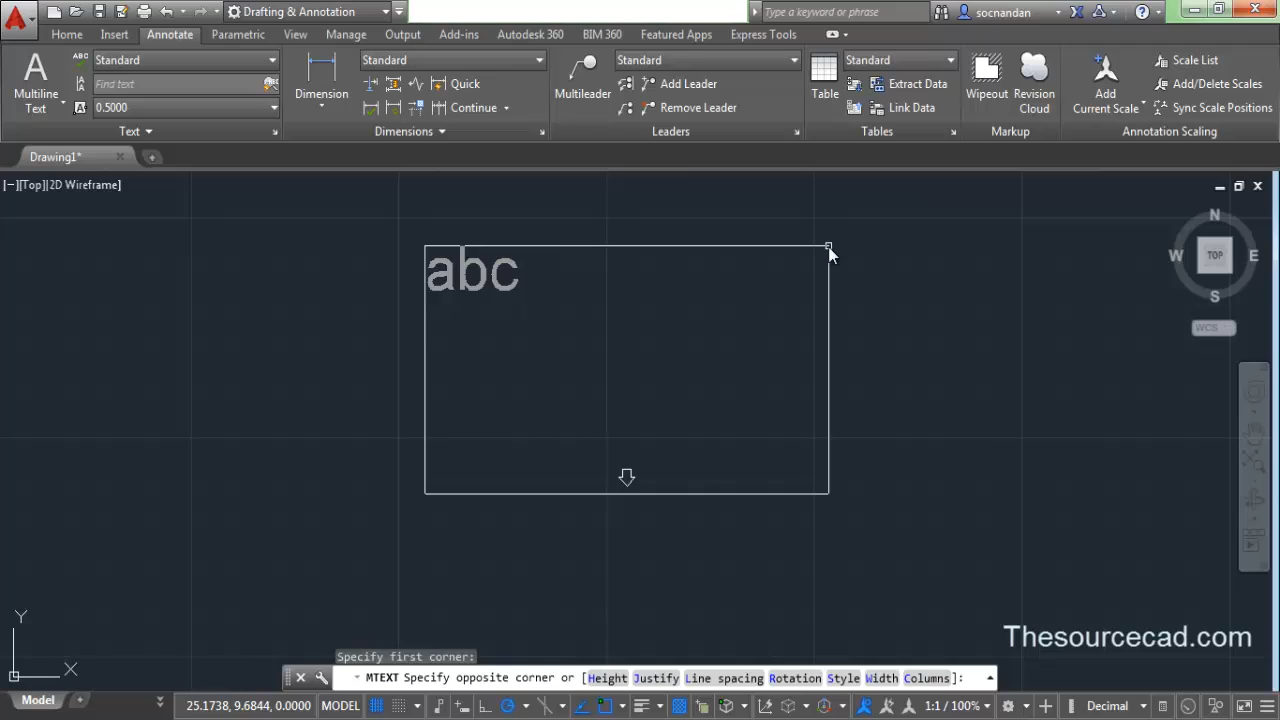 Drafting & Annotation
Type a keyword or phrase
socnandan
Home Insert Annotate Parametric View Manage Output Add-ins Autodesk 360 BIM 360 Featured Apps Express Tools
Multiline Text
Standard
Find text
0.5000
Text
Dimension
Standard
Quick
Continue
Dimensions
Multileader
Standard
Add Leader
Remove Leader
Leaders
Table
Standard
Extract Data
Link Data
Tables
Wipeout
Revision Cloud
Markup
Add Current Scale
Scale List
Add/Delete Scales
Sync Scale Positions
Annotation Scaling
Drawing1*
[−][Top][2D Wireframe]
abc
N
W TOP E
S
WCS
Y
X
Thesourcecad.com
Specify first corner:
MTEXT Specify opposite corner or [Height Justify Line spacing Rotation Style Width Columns]:
Model
25.1738, 9.6844, 0.0000 MODEL 1:1 / 100% Decimal